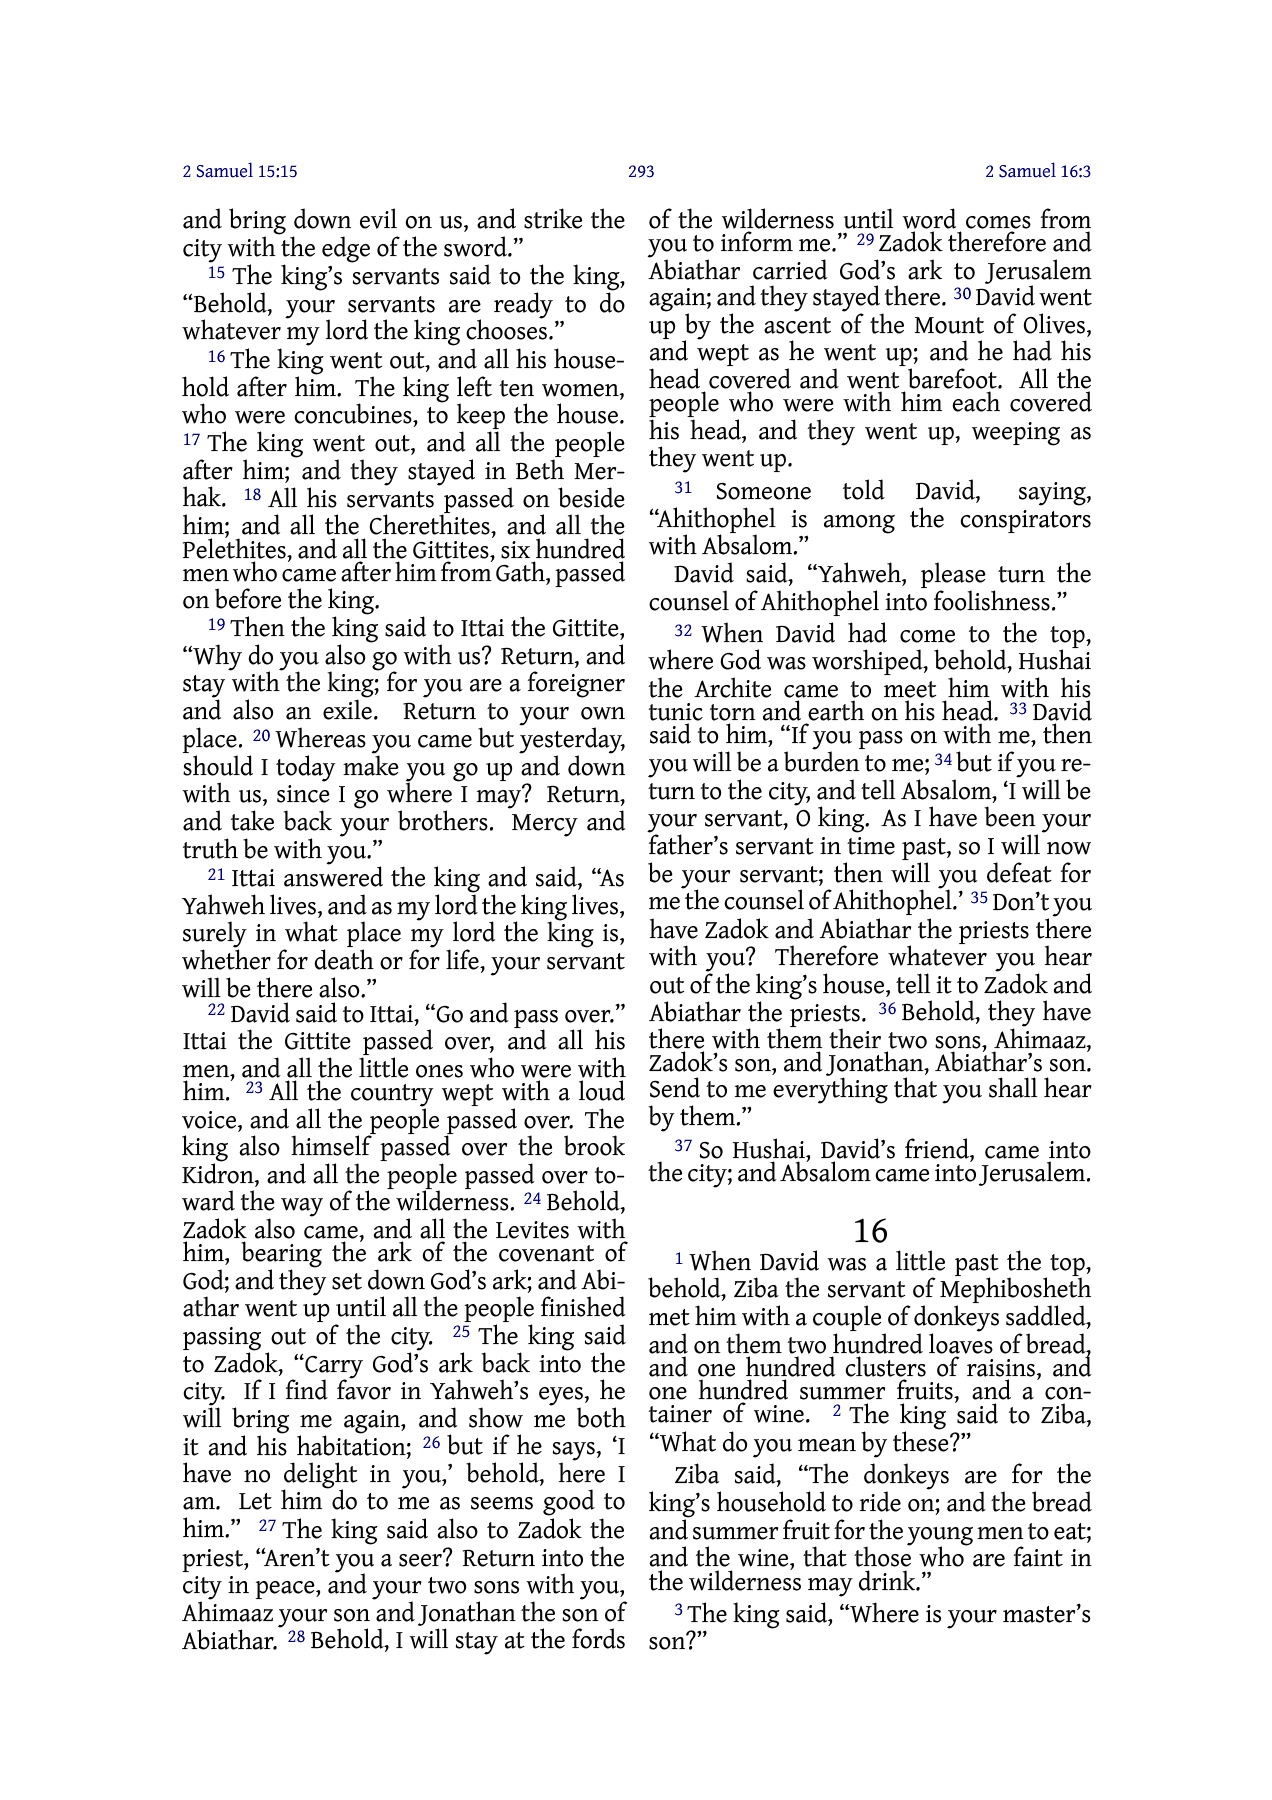 2 Samuel 15:15
293
2 Samuel 16:3
and bring down evil on us, and strike the
city with the edge of the sword.”
15 The king’s servants said to the king,
“Behold, your servants are ready to do
whatever my lord the king chooses.”
16 The king went out, and all his house-
hold after him. The king left ten women,
who were concubines, to keep the house.
17 The king went out, and all the people
after him; and they stayed in Beth Mer-
hak. 18 All his servants passed on beside
him; and all the Cherethites, and all the
Pelethites, and all the Gittites, six hundred
men who came after him from Gath, passed
on before the king.
19 Then the king said to Ittai the Gittite,
“Why do you also go with us? Return, and
stay with the king; for you are a foreigner
and also an exile. Return to your own
place. 20 Whereas you came but yesterday,
should I today make you go up and down
with us, since I go where I may? Return,
and take back your brothers. Mercy and
truth be with you.”
21 Ittai answered the king and said, “As
Yahweh lives, and as my lord the king lives,
surely in what place my lord the king is,
whether for death or for life, your servant
will be there also.”
22 David said to Ittai, “Go and pass over.”
Ittai the Gittite passed over, and all his
men, and all the little ones who were with
him. 23 All the country wept with a loud
voice, and all the people passed over. The
king also himself passed over the brook
Kidron, and all the people passed over to-
ward the way of the wilderness. 24 Behold,
Zadok also came, and all the Levites with
him, bearing the ark of the covenant of
God; and they set down God’s ark; and Abi-
athar went up until all the people finished
passing out of the city. 25 The king said
to Zadok, “Carry God’s ark back into the
city. If I find favor in Yahweh’s eyes, he
will bring me again, and show me both
it and his habitation; 26 but if he says, ‘I
have no delight in you,’ behold, here I
am. Let him do to me as seems good to
him.” 27 The king said also to Zadok the
priest, “Aren’t you a seer? Return into the
city in peace, and your two sons with you,
Ahimaaz your son and Jonathan the son of
Abiathar. 28 Behold, I will stay at the fords
of the wilderness until word comes from
you to inform me.” 29 Zadok therefore and
Abiathar carried God’s ark to Jerusalem
again; and they stayed there. 30 David went
up by the ascent of the Mount of Olives,
and wept as he went up; and he had his
head covered and went barefoot. All the
people who were with him each covered
his head, and they went up, weeping as
they went up.
31 Someone told David, saying,
“Ahithophel is among the conspirators
with Absalom.”
David said, “Yahweh, please turn the
counsel of Ahithophel into foolishness.”
32 When David had come to the top,
where God was worshiped, behold, Hushai
the Archite came to meet him with his
tunic torn and earth on his head. 33 David
said to him, “If you pass on with me, then
you will be a burden to me; 34 but if you re-
turn to the city, and tell Absalom, ‘I will be
your servant, O king. As I have been your
father’s servant in time past, so I will now
be your servant; then will you defeat for
me the counsel of Ahithophel.’ 35 Don’t you
have Zadok and Abiathar the priests there
with you? Therefore whatever you hear
out of the king’s house, tell it to Zadok and
Abiathar the priests. 36 Behold, they have
there with them their two sons, Ahimaaz,
Zadok’s son, and Jonathan, Abiathar’s son.
Send to me everything that you shall hear
by them.”
37 So Hushai, David’s friend, came into
the city; and Absalom came into Jerusalem.
16
1 When David was a little past the top,
behold, Ziba the servant of Mephibosheth
met him with a couple of donkeys saddled,
and on them two hundred loaves of bread,
and one hundred clusters of raisins, and
one hundred summer fruits, and a con-
tainer of wine. 2 The king said to Ziba,
“What do you mean by these?”
Ziba said, “The donkeys are for the
king’s household to ride on; and the bread
and summer fruit for the young men to eat;
and the wine, that those who are faint in
the wilderness may drink.”
3 The king said, “Where is your master’s
son?”